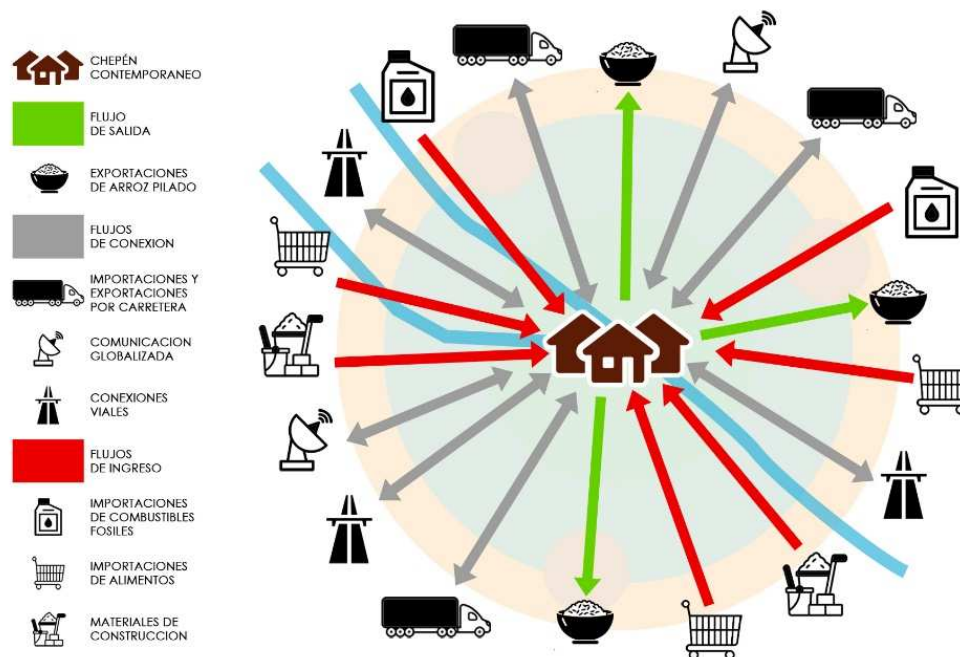 CHEPÉN
CONTEMPORANEO
FLUJO
DE SALIDA
EXPORTACIONES
DE ARROZ PILADO
FLUJOS
DE CONEXION
IMPORTACIONES Y
EXPORTACIONES
POR CARRETERA
COMUNICACION
GLOBALIZADA
CONEXIONES
VIALES
FLUJOS
DE INGRESO
IMPORTACIONES
DE COMBUSTIBLES
FOSILES
IMPORTACIONES
DE ALIMENTOS
MATERIALES DE
CONSTRUCCION